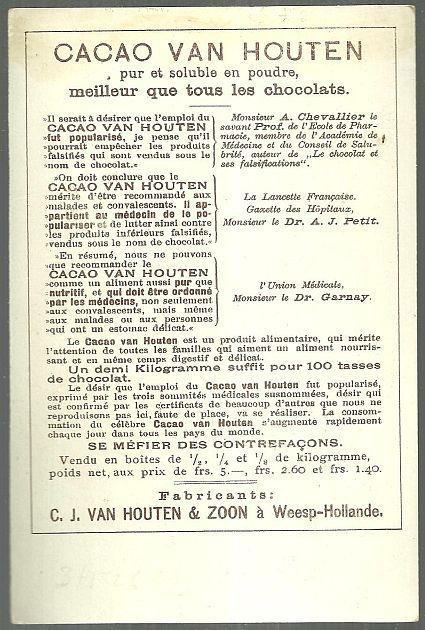 CACAO VAN HOUTEN
pur et soluble en poudre,
meilleur que tous les chocolats.
»Il serait à désirer que l'emploi du
CACAO VAN HOUTEN
»fut popularisé, je pense qu'il
»pourrait empêcher les produits
»falsifiés qui sont vendus sous le
»nom de chocolat.«
Monsieur A. Chevallier le
savant Prof. de l'Ecole de Phar-
macie, membre de l'Académie de
Médecine et du Conseil de Salu-
brité, auteur de „Le chocolat et
ses falsifications“.
»On doit conclure que le
CACAO VAN HOUTEN
»mérite d'être recommandé aux
»malades et convalescents. Il ap-
»partient au médecin de le po-
»pulariser et de lutter ainsi contre
»les produits inférieurs falsifiés,
»vendus sous le nom de chocolat.«
La Lancette Française.
Gazette des Hôpitaux,
Monsieur le Dr. A. J. Petit.
»En résumé, nous ne pouvons
»que recommander le
CACAO VAN HOUTEN
»comme un aliment aussi pur que
»nutritif, et qui doit être ordonné
»par les médecins, non seulement
»aux convalescents, mais même
»aux malades ou aux personnes
»qui ont un estomac délicat.«
l'Union Médicale,
Monsieur le Dr. Garnay.
Le Cacao van Houten est un produit alimentaire, qui mérite
l'attention de toutes les familles qui aiment un aliment nourris-
sant et en même temps digestif et délicat.
Un demi Kilogramme suffit pour 100 tasses
de chocolat.
Le désir que l'emploi du Cacao van Houten fut popularisé,
exprimé par les trois sommités médicales susnommées, désir qui
est confirmé par les certificats de beaucoup d'autres que nous ne
reproduisons pas ici, faute de place, va se réaliser. La consom-
mation du célèbre Cacao van Houten s'augmente rapidement
chaque jour dans tous les pays du monde.
SE MÉFIER DES CONTREFAÇONS.
Vendu en boîtes de 1/2, 1/4 et 1/8 de kilogramme,
poids net, aux prix de frs. 5.—, frs. 2.60 et frs. 1.40.
Fabricants:
C. J. VAN HOUTEN & ZOON à Weesp-Hollande.